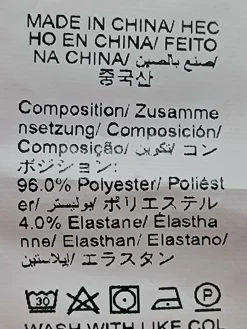 MADE IN CHINA/ HEC
HO EN CHINA/ FEITO
NA CHINA/ صنع بالصين/
중국산
Composition/ Zusamme
nsetzung/ Composición/
Composição/ تكوين/ コン
ポジション:
96.0% Polyester/ Poliést
er/ بوليستر/ ポリエステル
4.0% Elastane/ Élastha
nne/ Elasthan/ Elastano/
إيلاستين/ エラスタン
30 P
WASH WITH LIKE COL